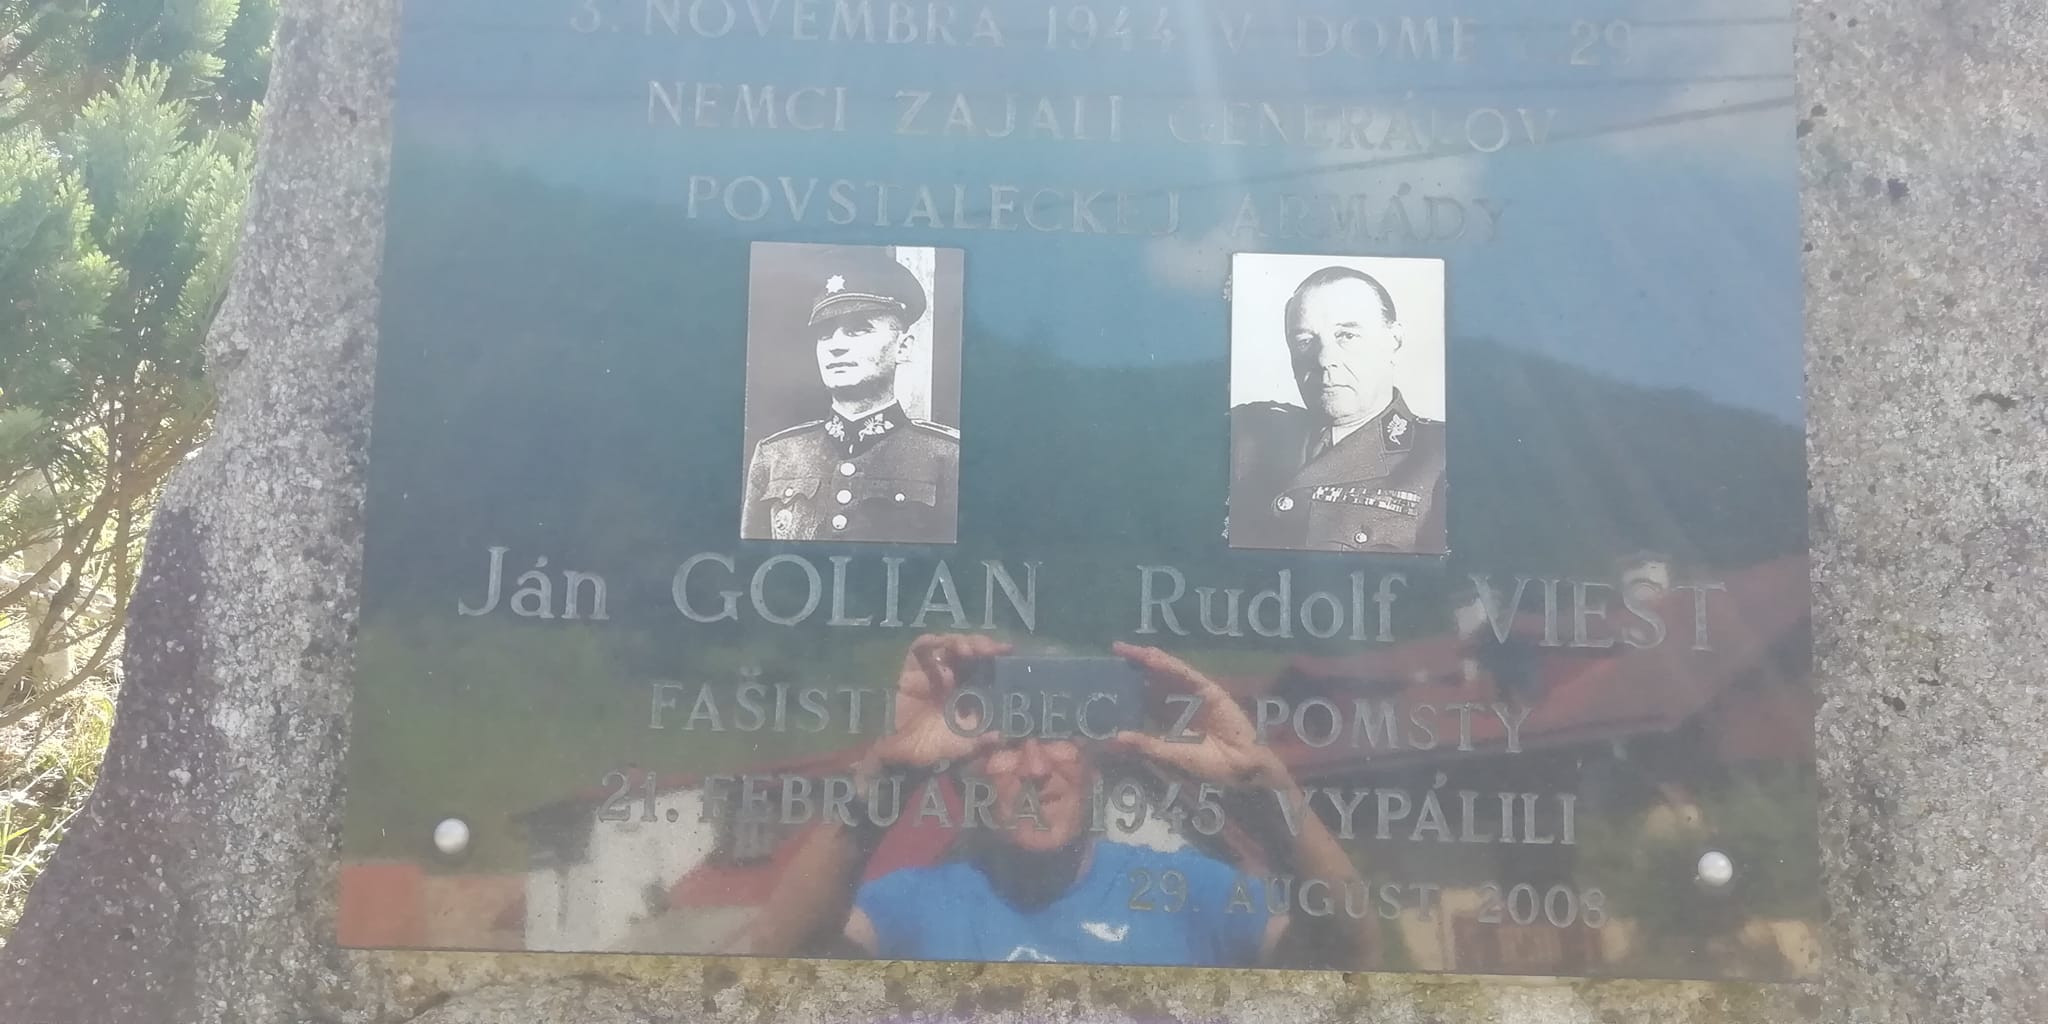 3. NOVEMBRA 1944 V DOME 29
NEMCI ZAJALI GENERÁLOV
POVSTALECKEJ ARMÁDY
Ján GOLIAN Rudolf VIEST
FAŠISTI OBEC Z POMSTY
21. FEBRUÁRA 1945 VYPÁLILI
29. AUGUST 2008